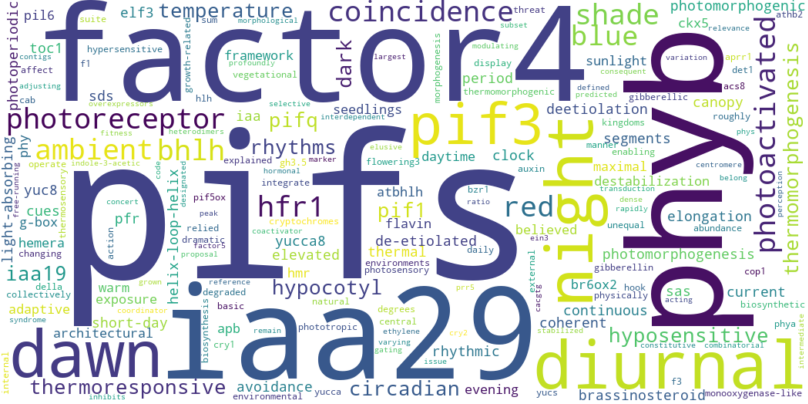 factor4
pifs
phyb
iaa29
night
diurnal
pif3
dawn
coincidence
temperature
shade
blue
photoreceptor
ambient
bhlh
hfr1
red
dark
rhythms
pifq
pif1
photoactivated
photogenesis
photomorphogenic
photoperiodic
pil6
elf3
suite
sum
morphological
threat
subset
modulating
toc1
hypersensitive
growth-related
framework
vegetational
profoundly
largest
display
thermomorphogenic
morphogenesis
period
ckx5
athb2
relevance
variation
aprr1
sunlight
det1
acs8
consequent
contigs
f1
affect
adjusting
cab
hlh
sds
overexpressors
selective
interdependent
seedlings
defined
predicted
gibberellic
canopy
deetiolation
roughly
phys
fitness
heterodimers
iaa
elusive
phy
operate
indole-3-acetic
gh3.5
marker
explained
hormonal
flowering3
daytime
clock
segments
kingdoms
manner
enabling
maximal
centromere
belong
transduction
perception
light-absorbing
free-running
yuc8
thermosensory
integrate
atbhlh
auxin
destabilization
dense
rapidly
cues
g-box
pfr
hemera
changing
helix-loop-helix
concert
code
designated
pif5ox
peak
action
relied
dramatic
factors
yucca8
cryptochromes
coactivator
flavin
de-etiolated
bzr1
ratio
thermal
environments
photosensory
daily
believed
ein3
elongation
unequal
abundance
photomorphogenesis
cop1
gibberellin
hook
physically
acting
iaa19
della
collectively
warm
exposure
adaptive
syndrome
short-day
coordinator
proposal
elevated
hmr
hypocotyl
natural
grown
reference
degraded
basic
biosynthesis
cry1
apb
remain
phototropic
degrees
central
varying
gating
prr5
cry2
ethylene
issue
rhythmic
external
cacgtg
stabilized
br6ox2
continuous
coherent
sas
current
biosynthetic
phya
hyposensitive
constitutive
combinatorial
intermediate
internal
architectural
thermoresponsive
inhibits
avoidance
environmental
yucca
circadian
evening
yucs
brassinosteroid
f3
monooxygenase-like